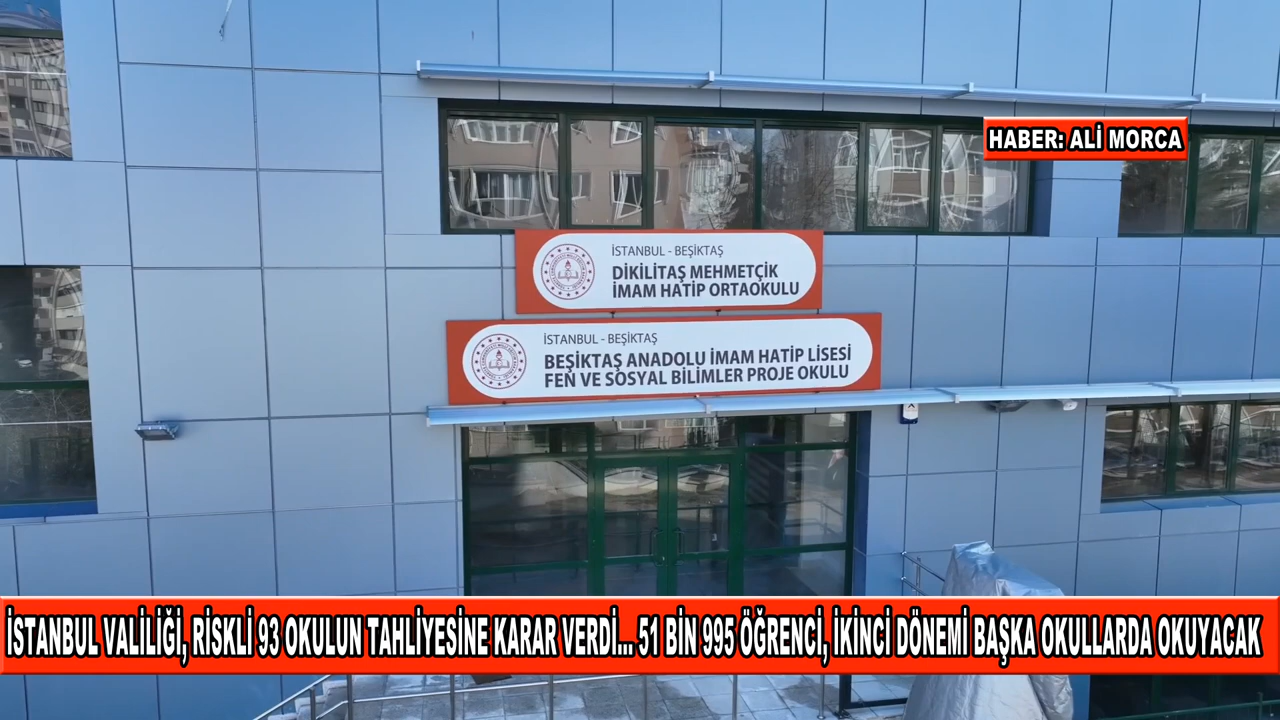 HABER: ALİ MORCA
İSTANBUL - BEŞİKTAŞ
DİKİLİTAŞ MEHMETÇİK
İMAM HATİP ORTAOKULU
İSTANBUL - BEŞİKTAŞ
BEŞİKTAŞ ANADOLU İMAM HATİP LİSESİ
FEN VE SOSYAL BİLİMLER PROJE OKULU
İSTANBUL VALİLİĞİ, RİSKLİ 93 OKULUN TAHLİYESİNE KARAR VERDİ... 51 BİN 995 ÖĞRENCİ, İKİNCİ DÖNEMİ BAŞKA OKULLARDA OKUYACAK